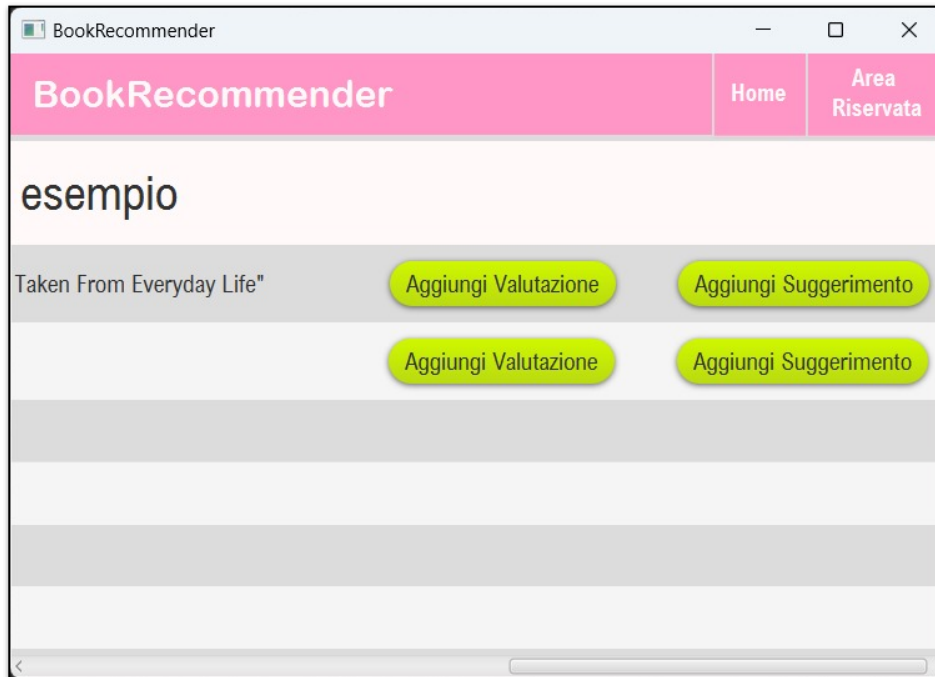 BookRecommender
BookRecommender
Home
Area
Riservata
esempio
Taken From Everyday Life" Aggiungi Valutazione Aggiungi Suggerimento
Aggiungi Valutazione Aggiungi Suggerimento